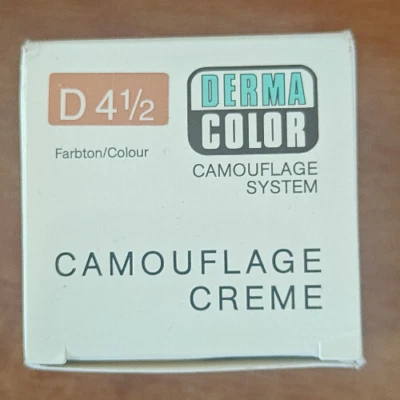 D 4½
Farbton/Colour
DERMA
COLOR
CAMOUFLAGE
SYSTEM
CAMOUFLAGE
CREME